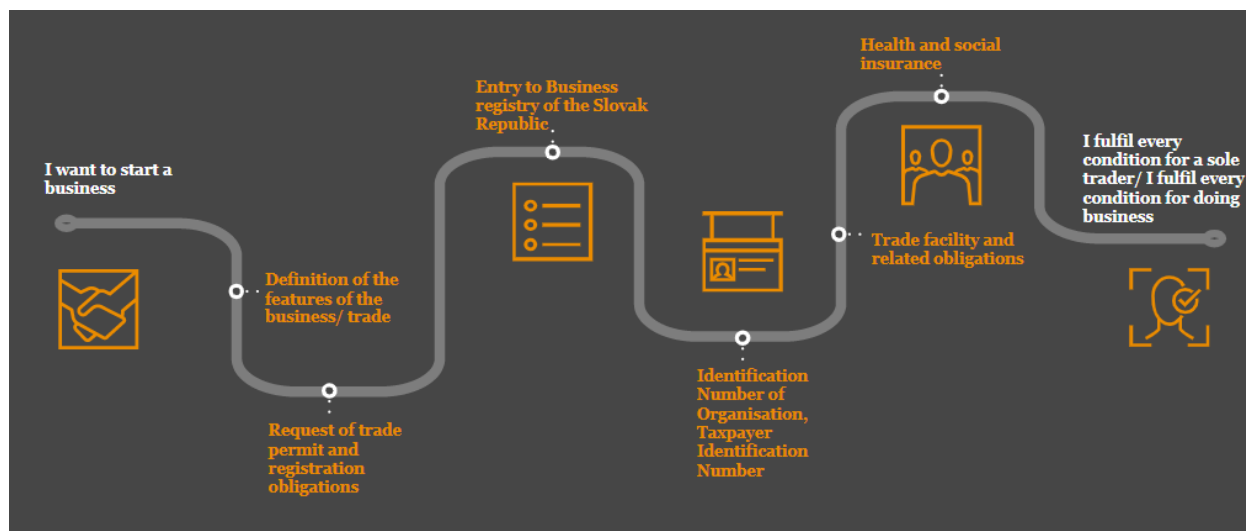 I want to start a
business
Definition of the
features of the
business/ trade
Request of trade
permit and
registration
obligations
Entry to Business
registry of the Slovak
Republic
Identification
Number of
Organisation,
Taxpayer
Identification
Number
Trade facility and
related obligations
Health and social
insurance
I fulfil every
condition for a sole
trader/ I fulfil every
condition for doing
business